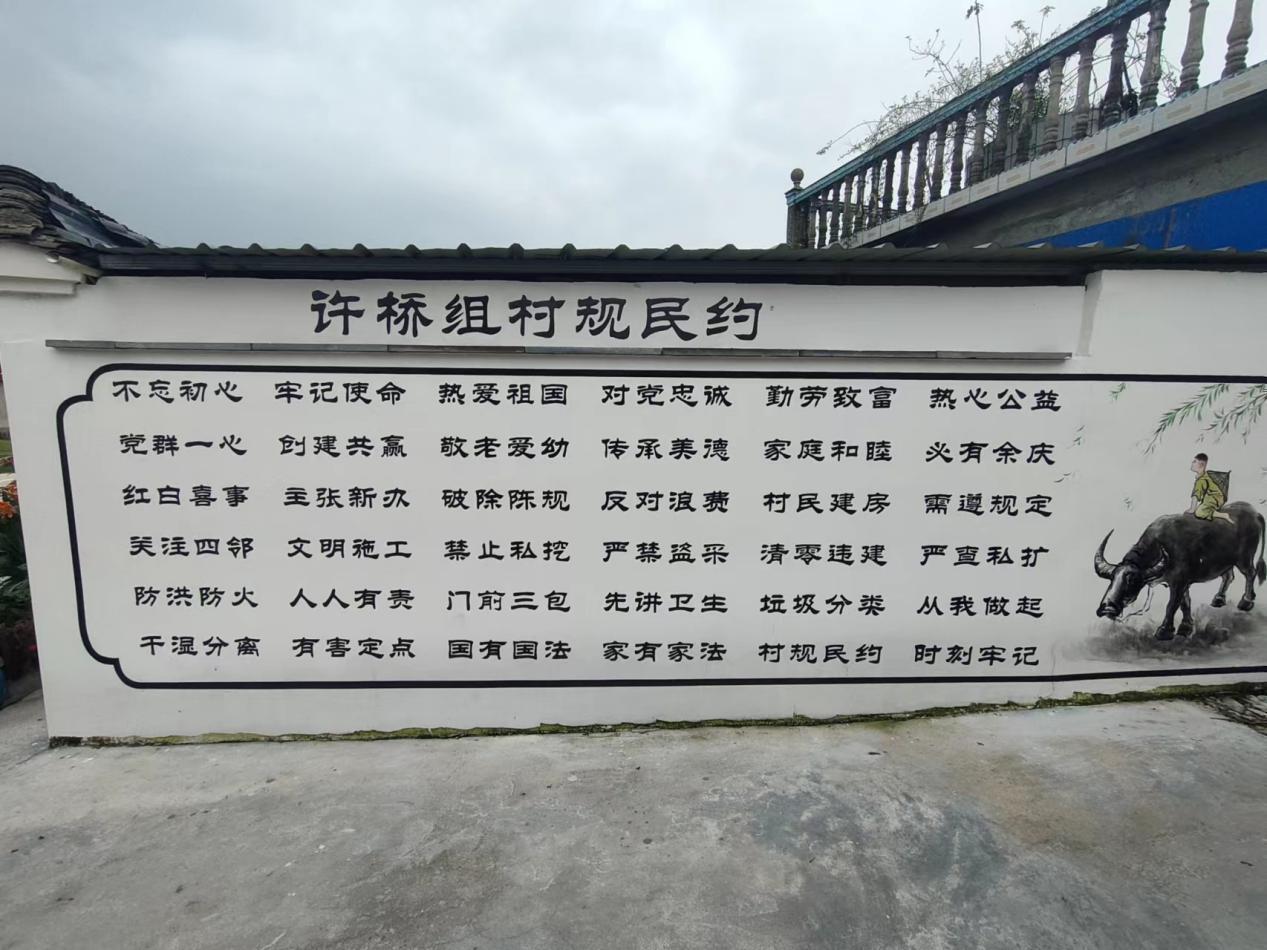 许桥组村规民约
不忘初心 牢记使命 热爱祖国 对党忠诚 勤劳致富 热心公益
党群一心 创建共赢 敬老爱幼 传承美德 家庭和睦 必有余庆
红白喜事 主张新办 破除陈规 反对浪费 村民建房 需遵规定
关注四邻 文明施工 禁止私挖 严禁盗采 清零违建 严查私扩
防洪防火 人人有责 门前三包 先讲卫生 垃圾分类 从我做起
干湿分离 有害定点 国有国法 家有家法 村规民约 时刻牢记